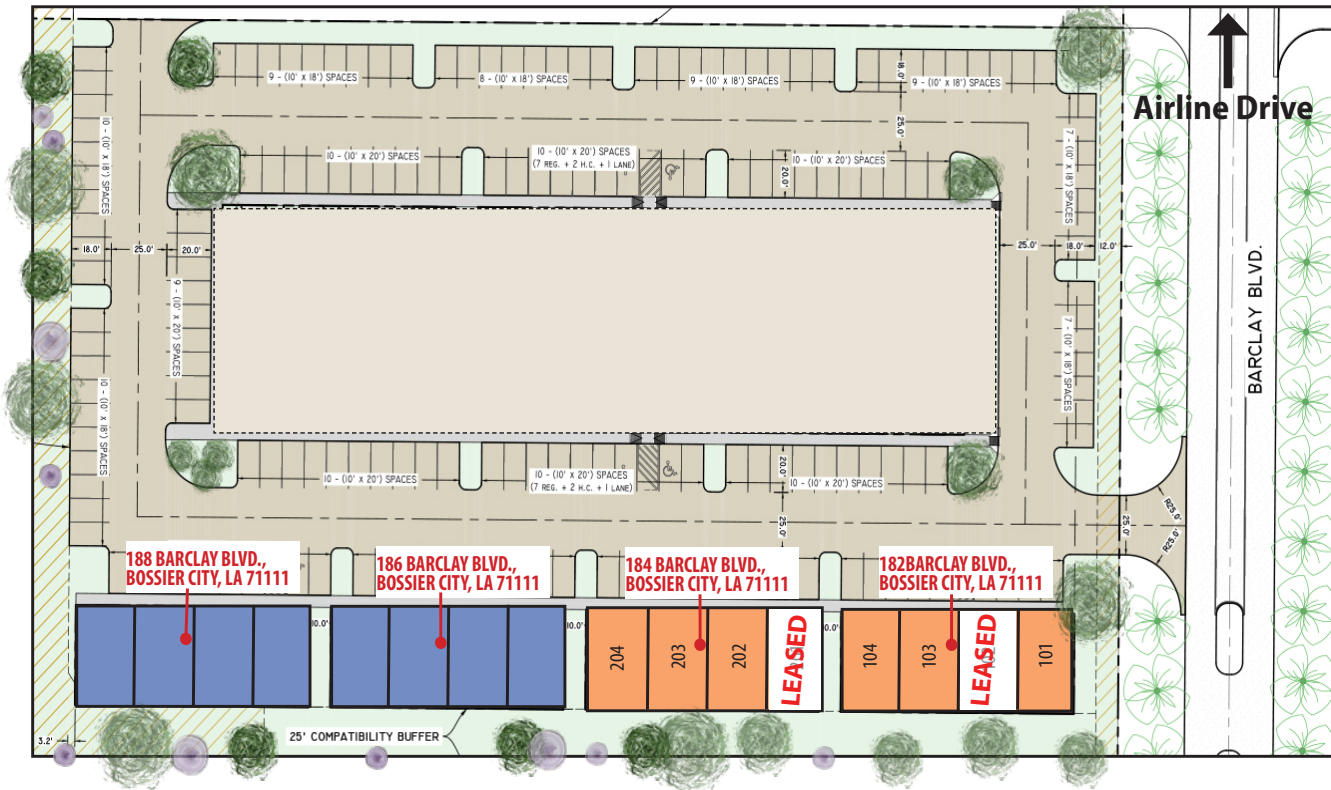 Airline Drive
9 - (10' x 18') SPACES
8 - (10' x 18') SPACES
9 - (10' x 18') SPACES
9 - (10' x 18') SPACES
18.0'
25.0'
10 - (10' x 18') SPACES
10 - (10' x 20') SPACES
10 - (10' x 20') SPACES
(7 REG. + 2 H.C. + 1 LANE)
10 - (10' x 20') SPACES
20.0'
7 - (10' x 18') SPACES
18.0'
25.0'
20.0'
25.0'
18.0'
12.0'
BARCLAY BLVD.
9 - (10' x 20') SPACES
10 - (10' x 18') SPACES
7 - (10' x 18') SPACES
10 - (10' x 20') SPACES
10 - (10' x 20') SPACES
(7 REG. + 2 H.C. + 1 LANE)
10 - (10' x 20') SPACES
20.0'
25.0'
25.0'
R25.0'
R25.0'
188 BARCLAY BLVD.,
BOSSIER CITY, LA 71111
186 BARCLAY BLVD.,
BOSSIER CITY, LA 71111
184 BARCLAY BLVD.,
BOSSIER CITY, LA 71111
182BARCLAY BLVD.,
BOSSIER CITY, LA 71111
10.0'
10.0'
10.0'
204
203
202
LEASED
104
103
LEASED
101
25' COMPATIBILITY BUFFER
3.2'